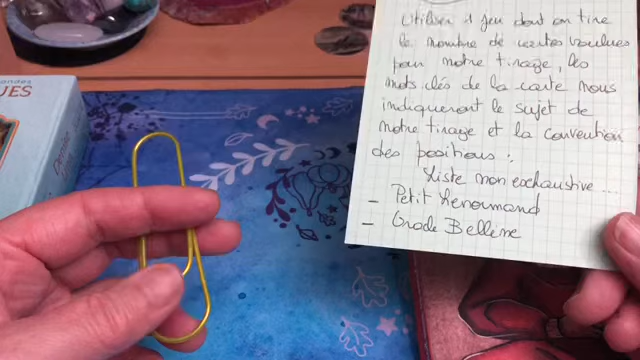 andes
UES
Utiliser 1 jeu dont on tire
le nombre de cartes voulues
pour notre tirage, les
mots clés de la carte nous
indiqueront le sujet de
notre tirage et la convention
des positions :
Liste non exhaustive...
- Petit Lenormand
- Oracle Belline